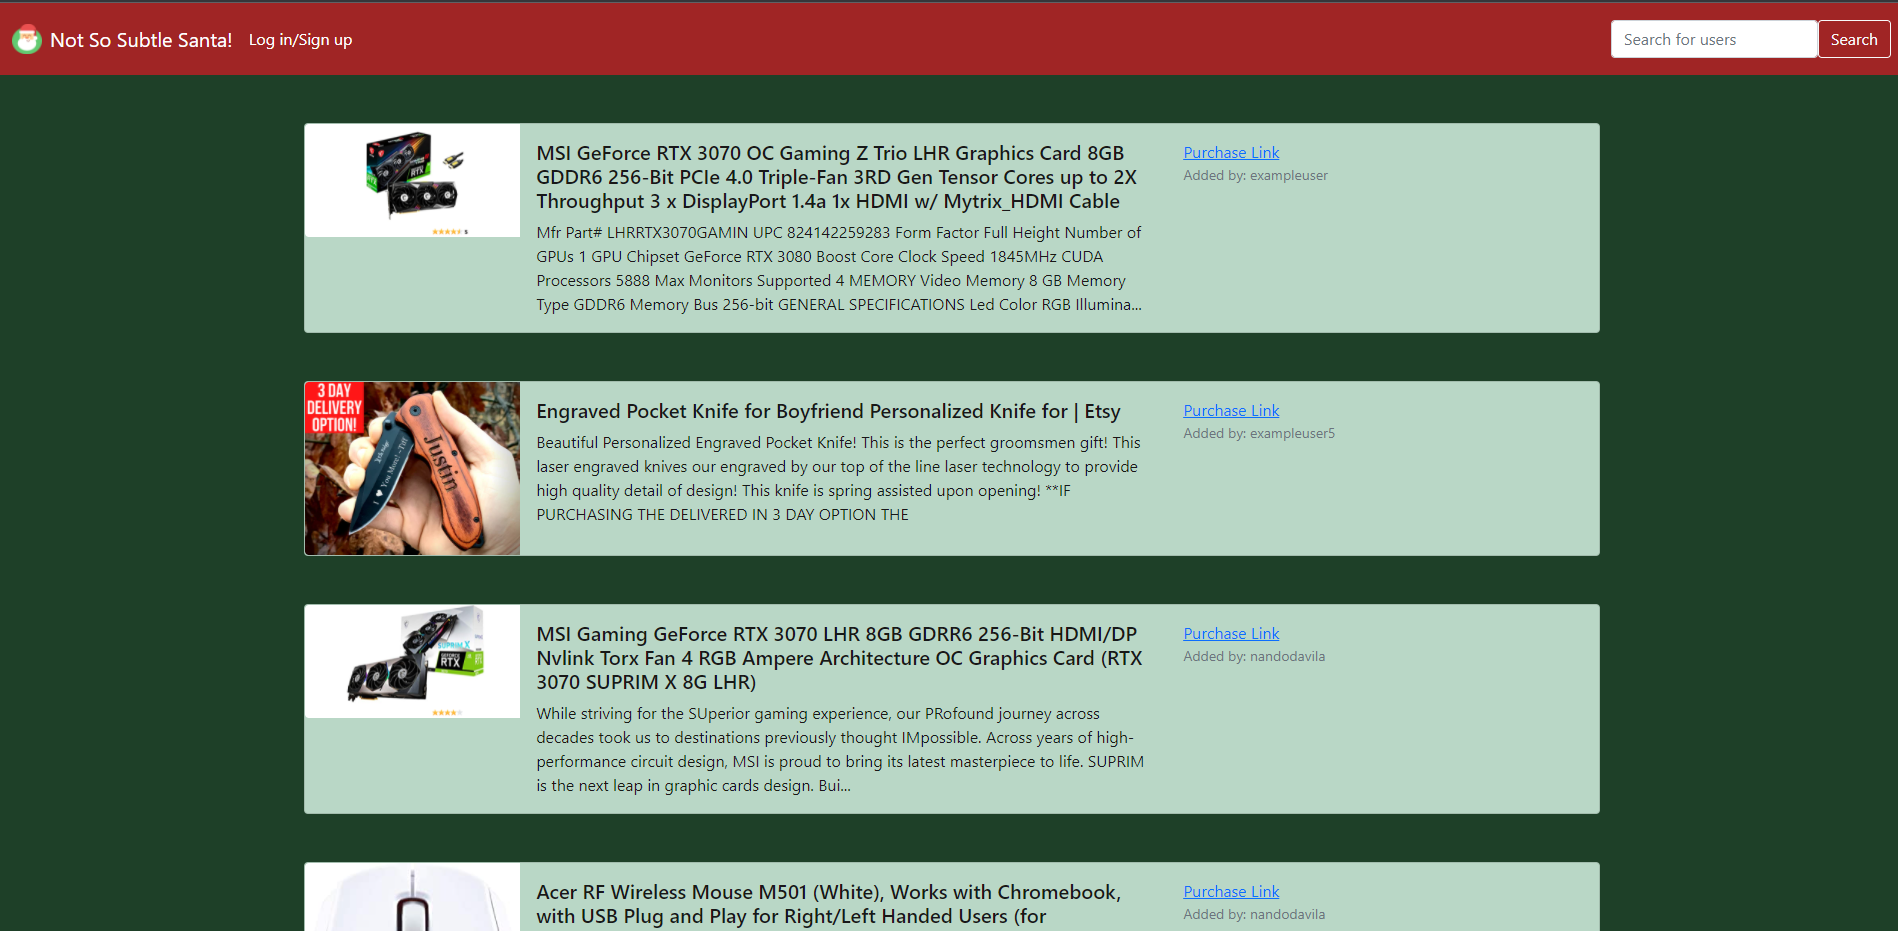 Not So Subtle Santa! Log in/Sign up Search for users Search
MSI GeForce RTX 3070 OC Gaming Z Trio LHR Graphics Card 8GB
GDDR6 256-Bit PCIe 4.0 Triple-Fan 3RD Gen Tensor Cores up to 2X
Throughput 3 x DisplayPort 1.4a 1x HDMI w/ Mytrix_HDMI Cable
Mfr Part# LHRRTX3070GAMIN UPC 824142259283 Form Factor Full Height Number of
GPUs 1 GPU Chipset GeForce RTX 3080 Boost Core Clock Speed 1845MHz CUDA
Processors 5888 Max Monitors Supported 4 MEMORY Video Memory 8 GB Memory
Type GDDR6 Memory Bus 256-bit GENERAL SPECIFICATIONS Led Color RGB Illumina...
Purchase Link
Added by: exampleuser
RTX
3 DAY
DELIVERY
OPTION!
Justin
I ♥ You More! ~Tiff
Engraved Pocket Knife for Boyfriend Personalized Knife for | Etsy
Beautiful Personalized Engraved Pocket Knife! This is the perfect groomsmen gift! This
laser engraved knives our engraved by our top of the line laser technology to provide
high quality detail of design! This knife is spring assisted upon opening! **IF
PURCHASING THE DELIVERED IN 3 DAY OPTION THE
Purchase Link
Added by: exampleuser5
SUPRIM X
RTX
MSI Gaming GeForce RTX 3070 LHR 8GB GDRR6 256-Bit HDMI/DP
Nvlink Torx Fan 4 RGB Ampere Architecture OC Graphics Card (RTX
3070 SUPRIM X 8G LHR)
While striving for the SUperior gaming experience, our PRofound journey across
decades took us to destinations previously thought IMpossible. Across years of high-
performance circuit design, MSI is proud to bring its latest masterpiece to life. SUPRIM
is the next leap in graphic cards design. Bui...
Purchase Link
Added by: nandodavila
Acer RF Wireless Mouse M501 (White), Works with Chromebook,
with USB Plug and Play for Right/Left Handed Users (for
Purchase Link
Added by: nandodavila